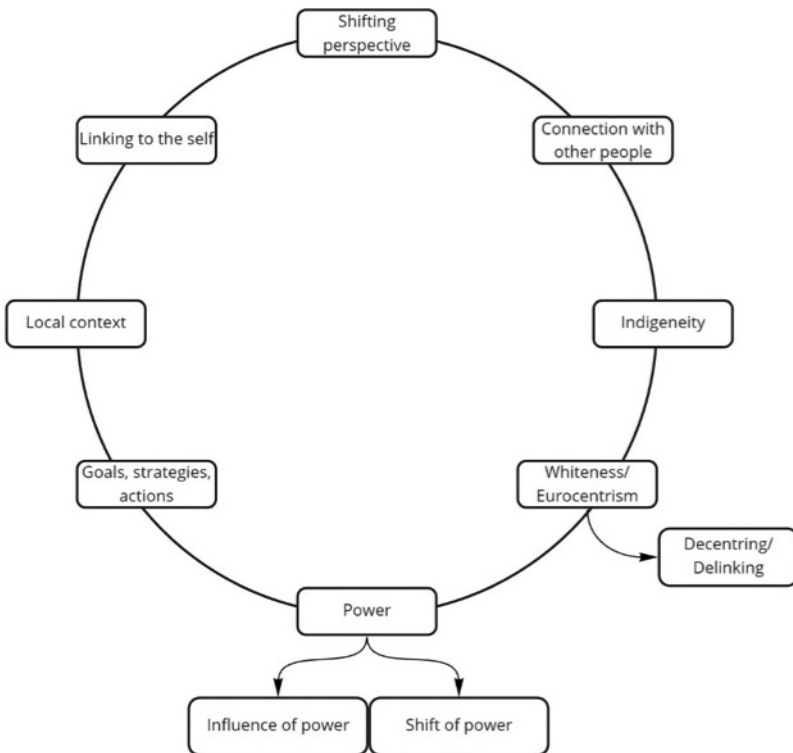 Shifting
perspective
Linking to the self
Connection with
other people
Local context
Indigeneity
Goals, strategies,
actions
Whiteness/
Eurocentrism
Decentring/
Delinking
Power
Influence of power
Shift of power